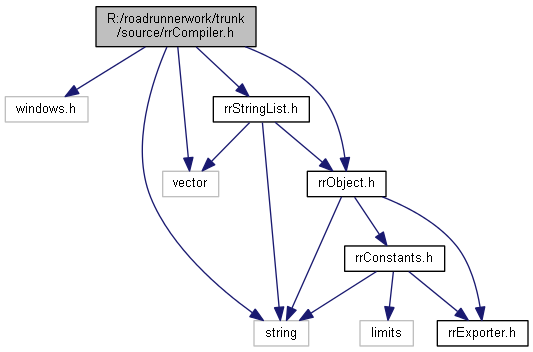 R:/roadrunnerwork/trunk
/source/rrCompiler.h
windows.h
rrStringList.h
vector
rrObject.h
rrConstants.h
string
limits
rrExporter.h